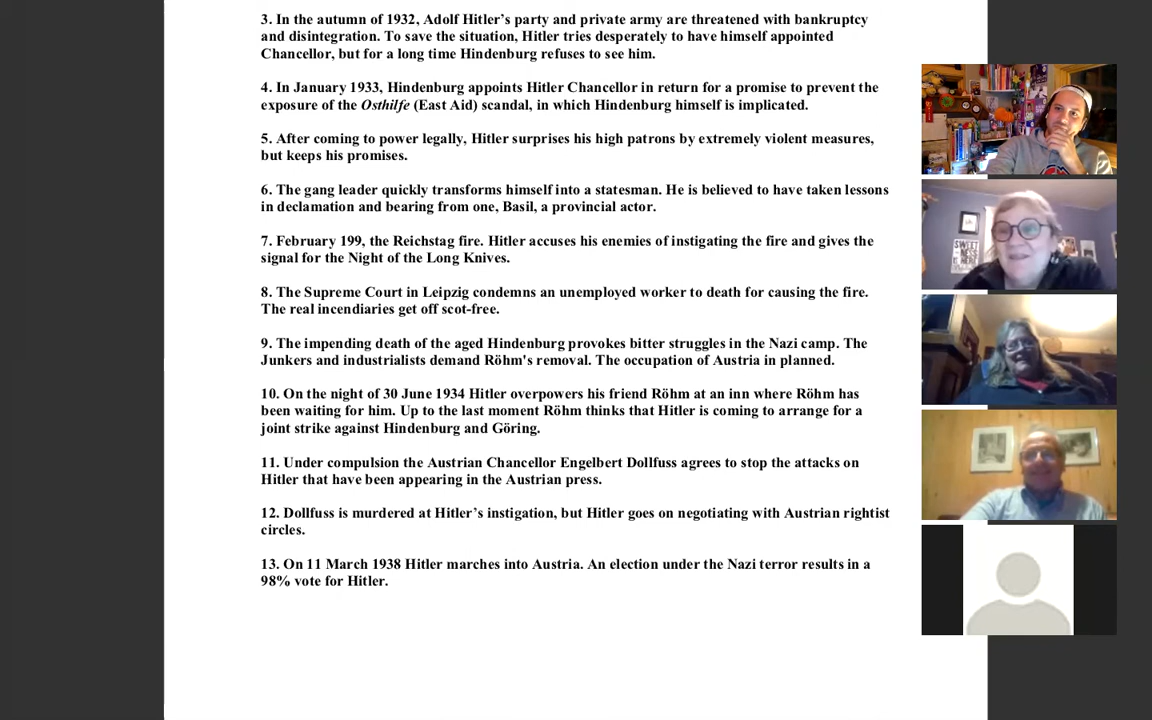 3. In the autumn of 1932, Adolf Hitler's party and private army are threatened with bankruptcy
and disintegration. To save the situation, Hitler tries desperately to have himself appointed
Chancellor, but for a long time Hindenburg refuses to see him.
4. In January 1933, Hindenburg appoints Hitler Chancellor in return for a promise to prevent the
exposure of the Osthilfe (East Aid) scandal, in which Hindenburg himself is implicated.
5. After coming to power legally, Hitler surprises his high patrons by extremely violent measures,
but keeps his promises.
6. The gang leader quickly transforms himself into a statesman. He is believed to have taken lessons
in declamation and bearing from one, Basil, a provincial actor.
7. February 199, the Reichstag fire. Hitler accuses his enemies of instigating the fire and gives the
signal for the Night of the Long Knives.
8. The Supreme Court in Leipzig condemns an unemployed worker to death for causing the fire.
The real incendiaries get off scot-free.
9. The impending death of the aged Hindenburg provokes bitter struggles in the Nazi camp. The
Junkers and industrialists demand Röhm's removal. The occupation of Austria in planned.
10. On the night of 30 June 1934 Hitler overpowers his friend Röhm at an inn where Röhm has
been waiting for him. Up to the last moment Röhm thinks that Hitler is coming to arrange for a
joint strike against Hindenburg and Göring.
11. Under compulsion the Austrian Chancellor Engelbert Dollfuss agrees to stop the attacks on
Hitler that have been appearing in the Austrian press.
12. Dollfuss is murdered at Hitler's instigation, but Hitler goes on negotiating with Austrian rightist
circles.
13. On 11 March 1938 Hitler marches into Austria. An election under the Nazi terror results in a
98% vote for Hitler.
SWEET
NESS
IS HERE